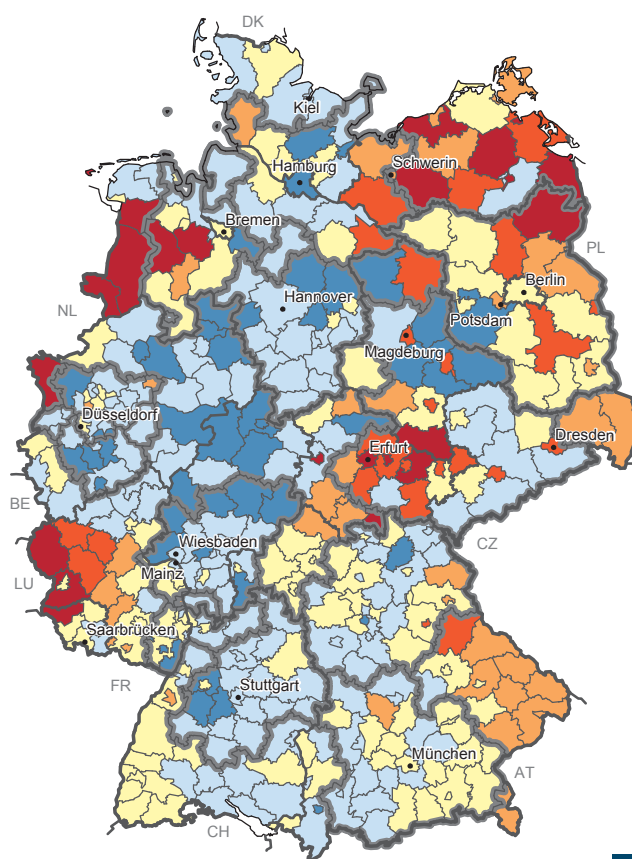 DK
Kiel
Schwerin
Hamburg
Bremen
PL
Berlin
NL
Hannover
Potsdam
Magdeburg
Düsseldorf
Erfurt
Dresden
BE
CZ
Wiesbaden
LU
Mainz
Saarbrücken
FR
Stuttgart
München
AT
CH